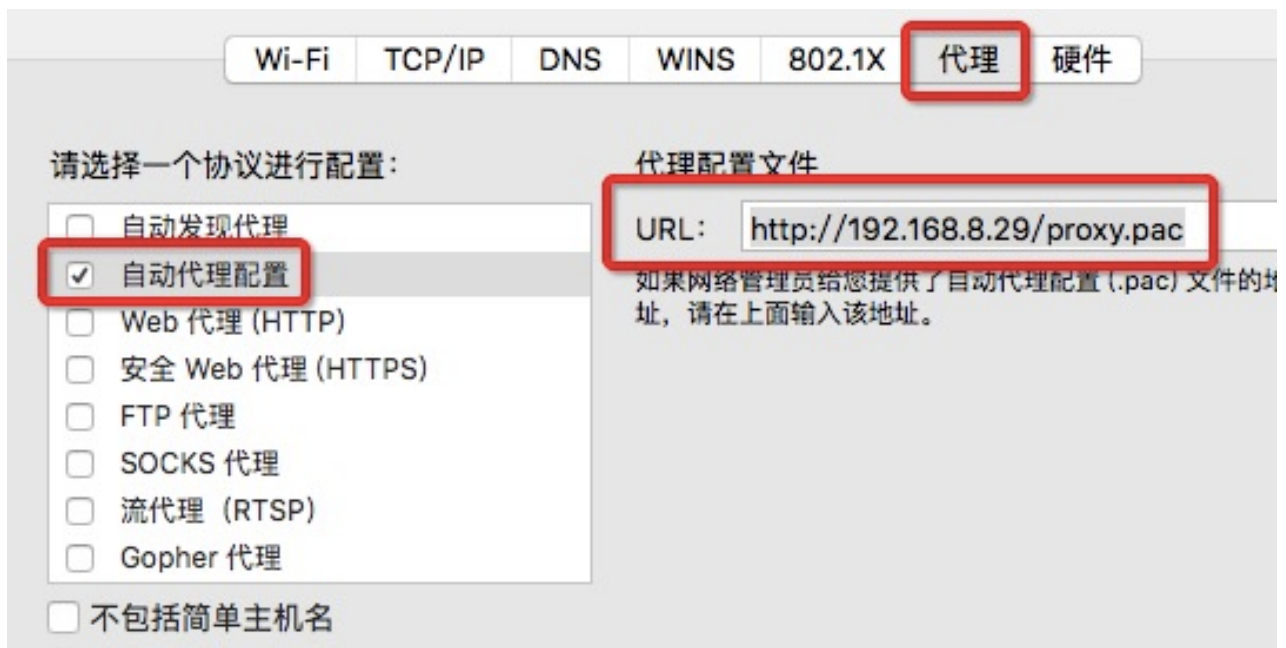 Wi-Fi TCP/IP DNS WINS 802.1X 代理 硬件
请选择一个协议进行配置：
自动发现代理
自动代理配置
Web 代理 (HTTP)
安全 Web 代理 (HTTPS)
FTP 代理
SOCKS 代理
流代理（RTSP）
Gopher 代理
不包括简单主机名
代理配置文件
URL： http://192.168.8.29/proxy.pac
如果网络管理员给您提供了自动代理配置 (.pac) 文件的地
址，请在上面输入该地址。